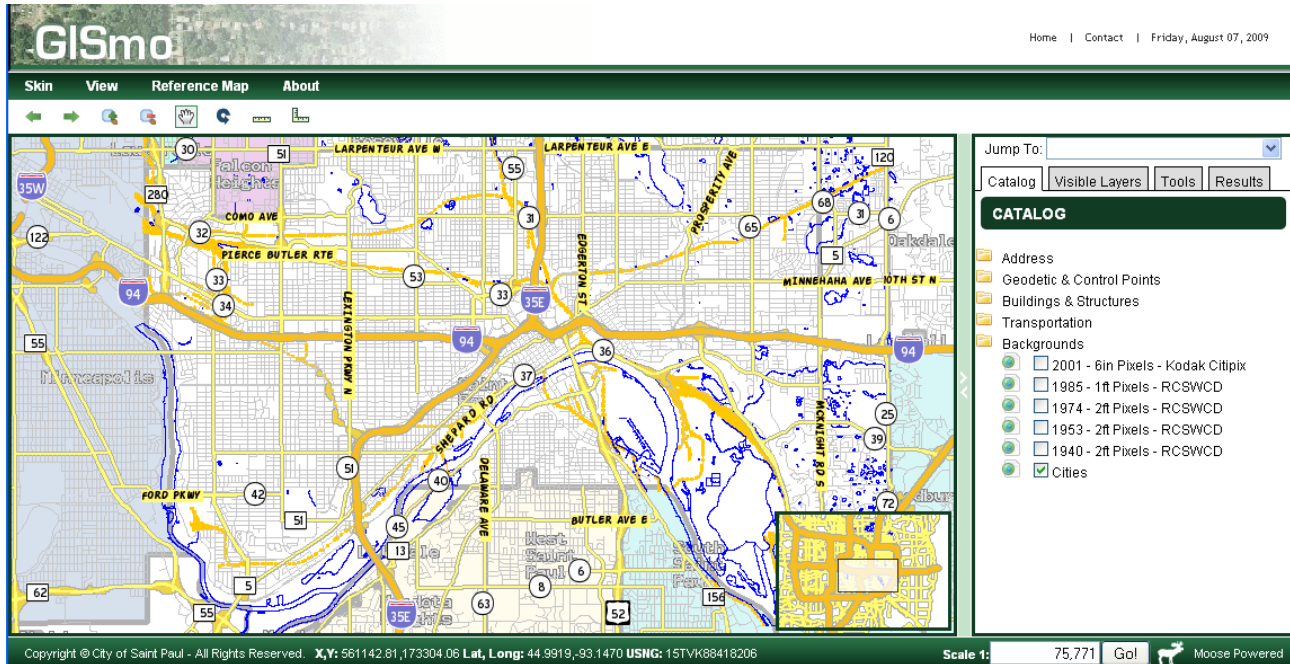 GISmo
Home | Contact | Friday, August 07, 2009
Skin View Reference Map About
Jump To:
Catalog Visible Layers Tools Results
CATALOG
Address
Geodetic & Control Points
Buildings & Structures
Transportation
Backgrounds
2001 - 6in Pixels - Kodak Citipix
1985 - 1ft Pixels - RCSWCD
1974 - 2ft Pixels - RCSWCD
1953 - 2ft Pixels - RCSWCD
1940 - 2ft Pixels - RCSWCD
Cities
30
51
LARPENTEUR AVE W
LARPENTEUR AVE E
120
Falcon
Heights
55
35W
280
PROSPERITY AVE
68
COMO AVE
31
31
6
122
32
65
EDGERTON ST
Oakdale
PIERCE BUTLER RTE
5
53
MINNEHAHA AVE
10TH ST N
33
33
94
34
35E
LEXINGTON PKWY N
55
94
36
94
Minneapolis
37
SHEPARD RD
MCKNIGHT RD S
25
39
51
40
DELAWARE AVE
FORD PKWY
42
72
51
45
BUTLER AVE E
13
West
Saint
Paul
South
6
5
8
62
156
55
63
52
35E
Copyright © City of Saint Paul - All Rights Reserved. X,Y: 561142.81,173304.06 Lat, Long: 44.9919,-93.1470 USNG: 15TVK88418206
Scale 1: 75,771 Go! Moose Powered